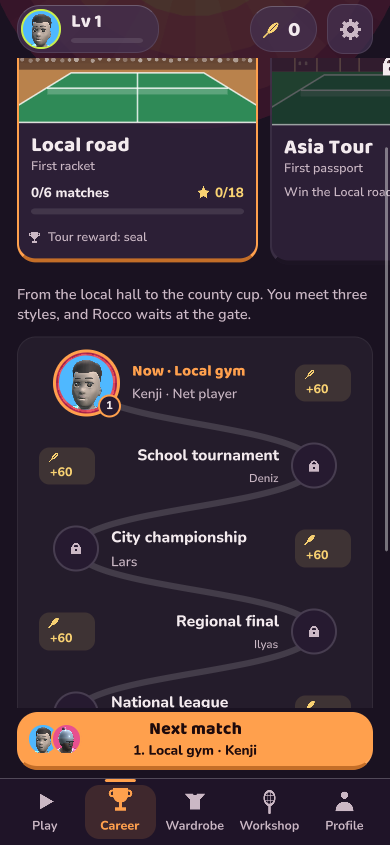 Lv 1
0
Local road
First racket
0/6 matches
0/18
Tour reward: seal
Asia Tour
First passport
Win the Local road
From the local hall to the county cup. You meet three
styles, and Rocco waits at the gate.
Now · Local gym
Kenji · Net player
1
+60
School tournament
Deniz
+60
City championship
Lars
+60
Regional final
Ilyas
+60
National league
Next match
1. Local gym · Kenji
Play
Career
Wardrobe
Workshop
Profile